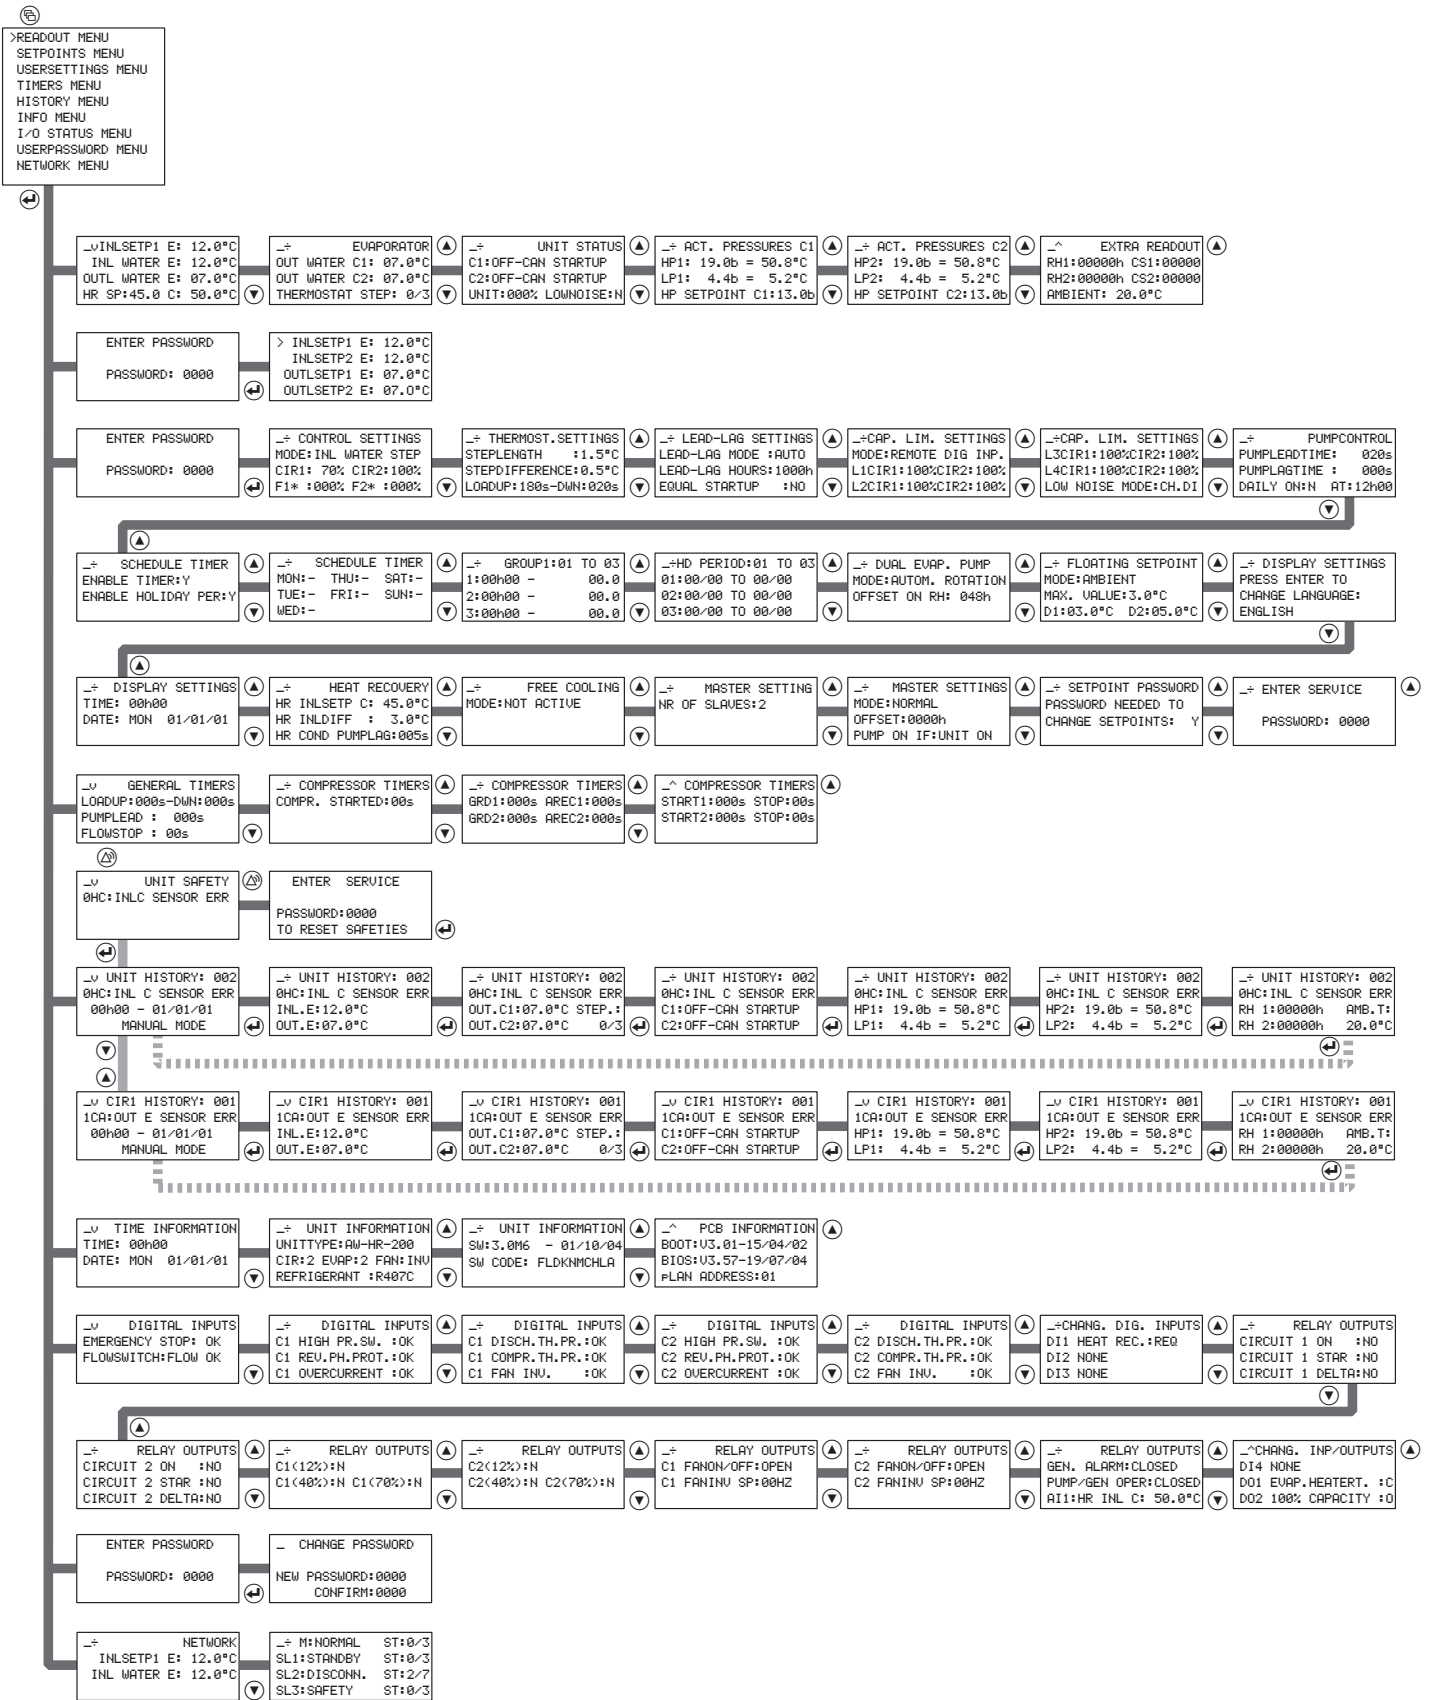 >READOUT MENU
SETPOINTS MENU
USERSETTINGS MENU
TIMERS MENU
HISTORY MENU
INFO MENU
I/O STATUS MENU
USERPASSWORD MENU
NETWORK MENU
_vINLSETP1 E: 12.0°C
INL WATER E: 12.0°C
OUTL WATER E: 07.0°C
HR SP:45.0 C: 50.0°C
_÷ EVAPORATOR
OUT WATER C1: 07.0°C
OUT WATER C2: 07.0°C
THERMOSTAT STEP: 0/3
_÷ UNIT STATUS
C1:OFF-CAN STARTUP
C2:OFF-CAN STARTUP
UNIT:000% LOWNOISE:N
_÷ ACT. PRESSURES C1
HP1: 19.0b = 50.8°C
LP1: 4.4b = 5.2°C
HP SETPOINT C1:13.0b
_÷ ACT. PRESSURES C2
HP2: 19.0b = 50.8°C
LP2: 4.4b = 5.2°C
HP SETPOINT C2:13.0b
_^ EXTRA READOUT
RH1:00000h CS1:00000
RH2:00000h CS2:00000
AMBIENT: 20.0°C
ENTER PASSWORD
PASSWORD: 0000
> INLSETP1 E: 12.0°C
INLSETP2 E: 12.0°C
OUTLSETP1 E: 07.0°C
OUTLSETP2 E: 07.0°C
ENTER PASSWORD
PASSWORD: 0000
_÷ CONTROL SETTINGS
MODE:INL WATER STEP
CIR1: 70% CIR2:100%
F1* :000% F2* :000%
_÷ THERMOST.SETTINGS
STEPLENGTH :1.5°C
STEPDIFFERENCE:0.5°C
LOADUP:180s-DWN:020s
_÷ LEAD-LAG SETTINGS
LEAD-LAG MODE :AUTO
LEAD-LAG HOURS:1000h
EQUAL STARTUP :NO
_÷CAP. LIM. SETTINGS
MODE:REMOTE DIG INP.
L1CIR1:100%CIR2:100%
L2CIR1:100%CIR2:100%
_÷CAP. LIM. SETTINGS
L3CIR1:100%CIR2:100%
L4CIR1:100%CIR2:100%
LOW NOISE MODE:CH.DI
_÷ PUMPCONTROL
PUMPLEADTIME: 020s
PUMPLAGTIME : 000s
DAILY ON:N AT:12h00
_÷ SCHEDULE TIMER
ENABLE TIMER:Y
ENABLE HOLIDAY PER:Y
_÷ SCHEDULE TIMER
MON:- THU:- SAT:-
TUE:- FRI:- SUN:-
WED:-
_÷ GROUP1:01 TO 03
1:00h00 - 00.0
2:00h00 - 00.0
3:00h00 - 00.0
_÷HD PERIOD:01 TO 03
01:00/00 TO 00/00
02:00/00 TO 00/00
03:00/00 TO 00/00
_÷ DUAL EVAP. PUMP
MODE:AUTOM. ROTATION
OFFSET ON RH: 048h
_÷ FLOATING SETPOINT
MODE:AMBIENT
MAX. VALUE:3.0°C
D1:03.0°C D2:05.0°C
_÷ DISPLAY SETTINGS
PRESS ENTER TO
CHANGE LANGUAGE:
ENGLISH
_÷ DISPLAY SETTINGS
TIME: 00h00
DATE: MON 01/01/01
_÷ HEAT RECOVERY
HR INLSETP C: 45.0°C
HR INLDIFF : 3.0°C
HR COND PUMPLAG:005s
_÷ FREE COOLING
MODE:NOT ACTIVE
_÷ MASTER SETTING
NR OF SLAVES:2
_÷ MASTER SETTINGS
MODE:NORMAL
OFFSET:0000h
PUMP ON IF:UNIT ON
_÷ SETPOINT PASSWORD
PASSWORD NEEDED TO
CHANGE SETPOINTS: Y
_÷ ENTER SERVICE
PASSWORD: 0000
_v GENERAL TIMERS
LOADUP:000s-DWN:000s
PUMPLEAD : 000s
FLOWSTOP : 00s
_÷ COMPRESSOR TIMERS
COMPR. STARTED:00s
_÷ COMPRESSOR TIMERS
GRD1:000s AREC1:000s
GRD2:000s AREC2:000s
_^ COMPRESSOR TIMERS
START1:000s STOP:00s
START2:000s STOP:00s
_v UNIT SAFETY
0HC:INLC SENSOR ERR
ENTER SERVICE
PASSWORD:0000
TO RESET SAFETIES
_v UNIT HISTORY: 002
0HC:INL C SENSOR ERR
00h00 - 01/01/01
MANUAL MODE
_÷ UNIT HISTORY: 002
0HC:INL C SENSOR ERR
INL.E:12.0°C
OUT.E:07.0°C
_÷ UNIT HISTORY: 002
0HC:INL C SENSOR ERR
OUT.C1:07.0°C STEP.:
OUT.C2:07.0°C 0/3
_÷ UNIT HISTORY: 002
0HC:INL C SENSOR ERR
C1:OFF-CAN STARTUP
C2:OFF-CAN STARTUP
_÷ UNIT HISTORY: 002
0HC:INL C SENSOR ERR
HP1: 19.0b = 50.8°C
LP1: 4.4b = 5.2°C
_÷ UNIT HISTORY: 002
0HC:INL C SENSOR ERR
HP2: 19.0b = 50.8°C
LP2: 4.4b = 5.2°C
_÷ UNIT HISTORY: 002
0HC:INL C SENSOR ERR
RH 1:00000h AMB.T:
RH 2:00000h 20.0°C
_v CIR1 HISTORY: 001
1CA:OUT E SENSOR ERR
00h00 - 01/01/01
MANUAL MODE
_v CIR1 HISTORY: 001
1CA:OUT E SENSOR ERR
INL.E:12.0°C
OUT.E:07.0°C
_v CIR1 HISTORY: 001
1CA:OUT E SENSOR ERR
OUT.C1:07.0°C STEP.:
OUT.C2:07.0°C 0/3
_v CIR1 HISTORY: 001
1CA:OUT E SENSOR ERR
C1:OFF-CAN STARTUP
C2:OFF-CAN STARTUP
_v CIR1 HISTORY: 001
1CA:OUT E SENSOR ERR
HP1: 19.0b = 50.8°C
LP1: 4.4b = 5.2°C
_v CIR1 HISTORY: 001
1CA:OUT E SENSOR ERR
HP2: 19.0b = 50.8°C
LP2: 4.4b = 5.2°C
_v CIR1 HISTORY: 001
1CA:OUT E SENSOR ERR
RH 1:00000h AMB.T:
RH 2:00000h 20.0°C
_v TIME INFORMATION
TIME: 00h00
DATE: MON 01/01/01
_÷ UNIT INFORMATION
UNITTYPE:AW-HR-200
CIR:2 EVAP:2 FAN:INV
REFRIGERANT :R407C
_÷ UNIT INFORMATION
SW:3.0M6 - 01/10/04
SW CODE: FLDKNMCHLA
_^ PCB INFORMATION
BOOT:V3.01-15/04/02
BIOS:V3.57-19/07/04
pLAN ADDRESS:01
_v DIGITAL INPUTS
EMERGENCY STOP: OK
FLOWSWITCH:FLOW OK
_÷ DIGITAL INPUTS
C1 HIGH PR.SW. :OK
C1 REV.PH.PROT.:OK
C1 OVERCURRENT :OK
_÷ DIGITAL INPUTS
C1 DISCH.TH.PR.:OK
C1 COMPR.TH.PR.:OK
C1 FAN INV. :OK
_÷ DIGITAL INPUTS
C2 HIGH PR.SW. :OK
C2 REV.PH.PROT.:OK
C2 OVERCURRENT :OK
_÷ DIGITAL INPUTS
C2 DISCH.TH.PR.:OK
C2 COMPR.TH.PR.:OK
C2 FAN INV. :OK
_÷CHANG. DIG. INPUTS
DI1 HEAT REC.:REQ
DI2 NONE
DI3 NONE
_÷ RELAY OUTPUTS
CIRCUIT 1 ON :NO
CIRCUIT 1 STAR :NO
CIRCUIT 1 DELTA:NO
_÷ RELAY OUTPUTS
CIRCUIT 2 ON :NO
CIRCUIT 2 STAR :NO
CIRCUIT 2 DELTA:NO
_÷ RELAY OUTPUTS
C1(12%):N
C1(40%):N C1(70%):N
_÷ RELAY OUTPUTS
C2(12%):N
C2(40%):N C2(70%):N
_÷ RELAY OUTPUTS
C1 FANON/OFF:OPEN
C1 FANINV SP:00HZ
_÷ RELAY OUTPUTS
C2 FANON/OFF:OPEN
C2 FANINV SP:00HZ
_÷ RELAY OUTPUTS
GEN. ALARM:CLOSED
PUMP/GEN OPER:CLOSED
AI1:HR INL C: 50.0°C
_^CHANG. INP/OUTPUTS
DI4 NONE
DO1 EVAP.HEATERT. :C
DO2 100% CAPACITY :O
ENTER PASSWORD
PASSWORD: 0000
_ CHANGE PASSWORD
NEW PASSWORD:0000
CONFIRM:0000
_÷ NETWORK
INLSETP1 E: 12.0°C
INL WATER E: 12.0°C
_÷ M:NORMAL ST:0/3
SL1:STANDBY ST:0/3
SL2:DISCONN. ST:2/7
SL3:SAFETY ST:0/3